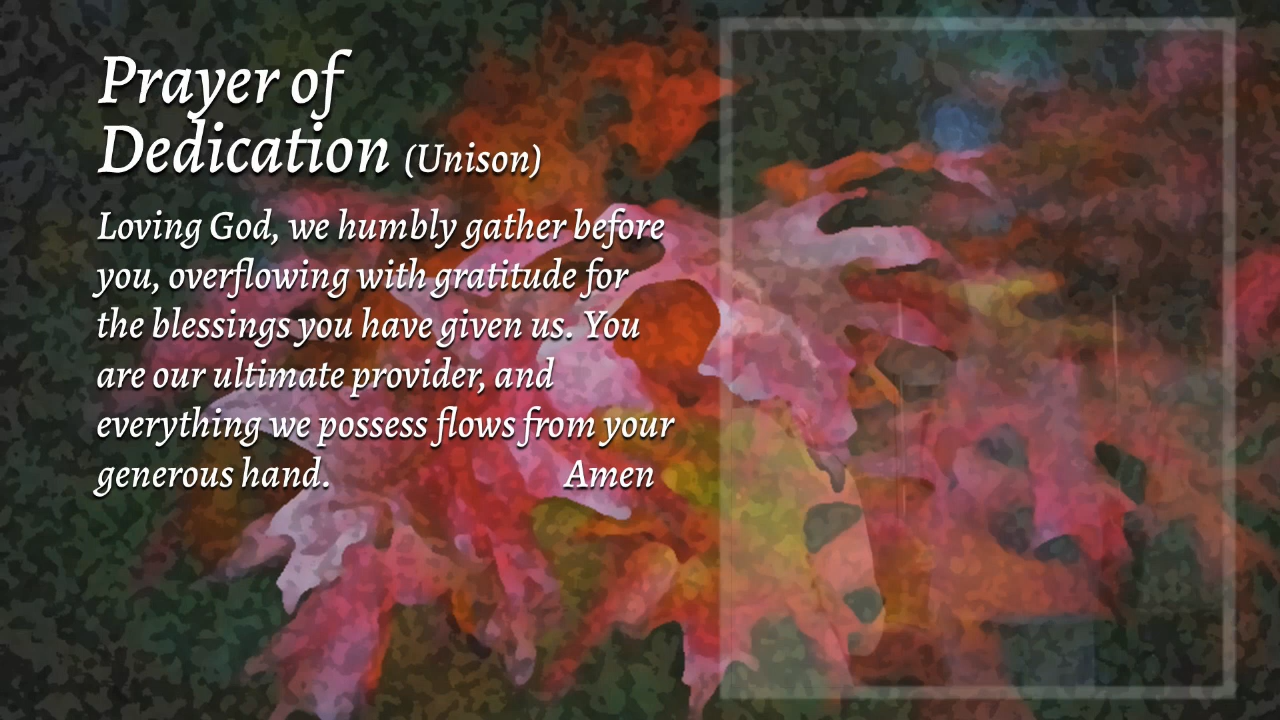 Prayer of
Dedication (Unison)
Loving God, we humbly gather before
you, overflowing with gratitude for
the blessings you have given us. You
are our ultimate provider, and
everything we possess flows from your
generous hand. Amen